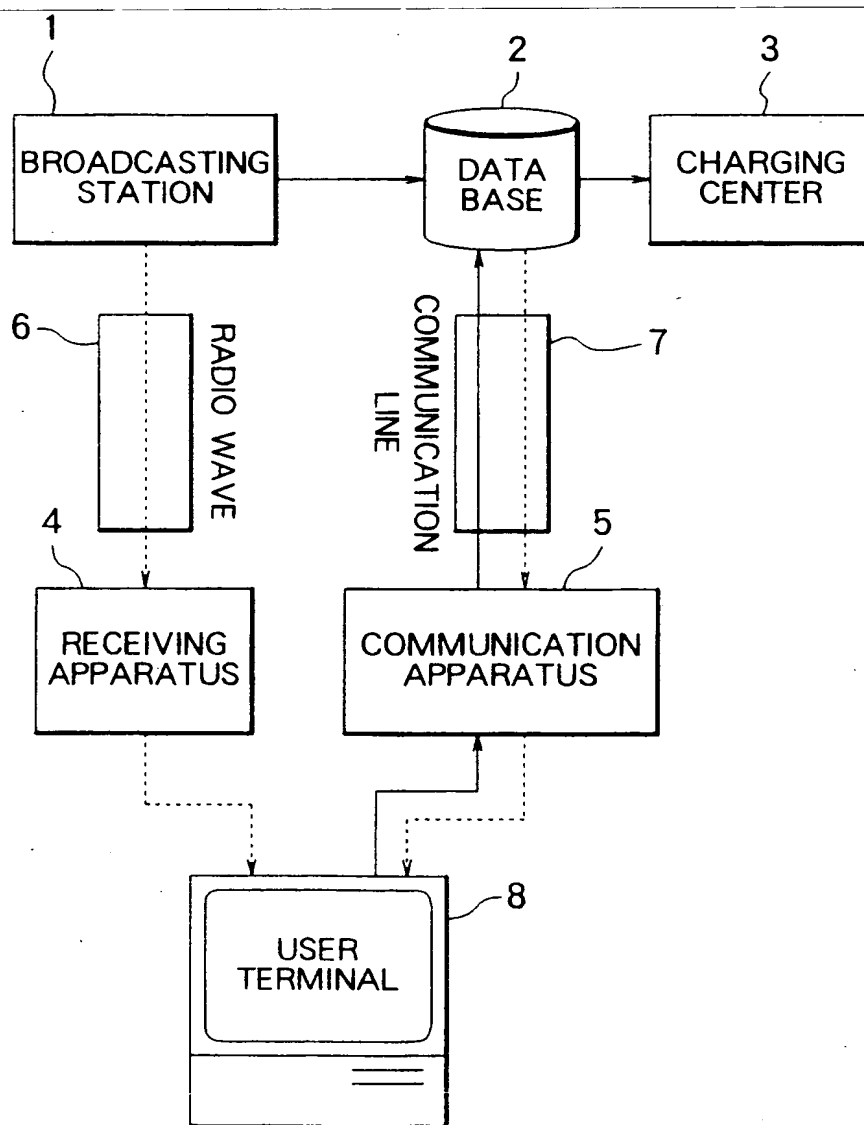 1
2
3
BROADCASTING
STATION
DATA
BASE
CHARGING
CENTER
6
RADIO WAVE
COMMUNICATION
LINE
7
4
5
RECEIVING
APPARATUS
COMMUNICATION
APPARATUS
8
USER
TERMINAL